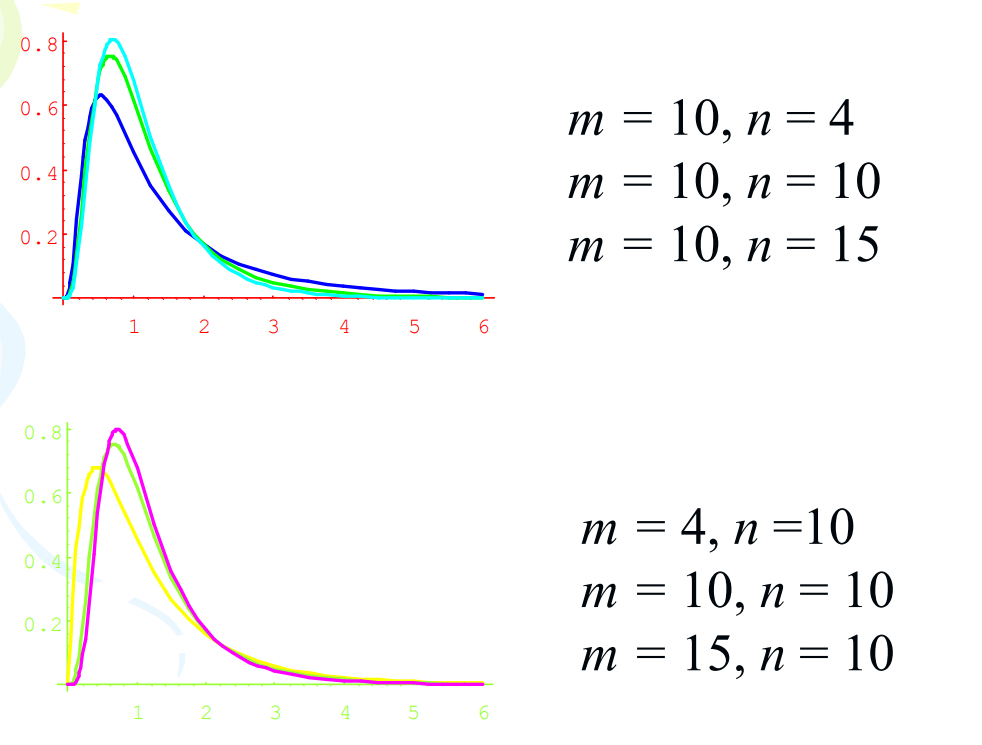 0.8
0.6
0.4
0.2
1 2 3 4 5 6
m = 10, n = 4
m = 10, n = 10
m = 10, n = 15
0.8
0.6
0.4
0.2
1 2 3 4 5 6
m = 4, n =10
m = 10, n = 10
m = 15, n = 10